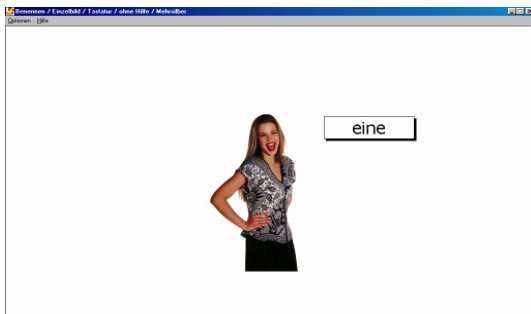 Benennen / Einzelbild / Tastatur / ohne Hilfe / Mehrsilber
Optionen Hilfe
eine